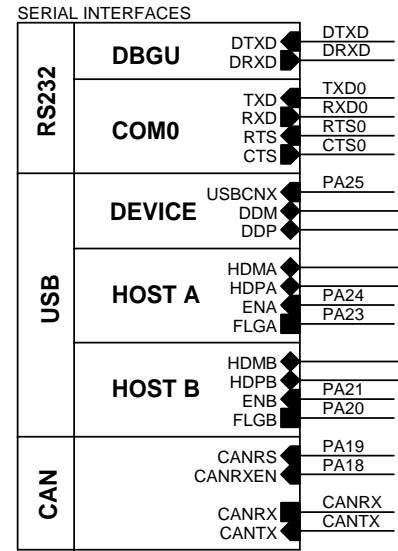 SERIAL INTERFACES
RS232
DBGU
DTXD DTXD
DRXD DRXD
COM0
TXD TXD0
RXD RXD0
RTS RTS0
CTS CTS0
USB
DEVICE
USBCNX PA25
DDM
DDP
HOST A
HDMA
HDPA
ENA PA24
FLGA PA23
HOST B
HDMB
HDPB
ENB PA21
FLGB PA20
CAN
CANRS PA19
CANRXEN PA18
CANRX CANRX
CANTX CANTX